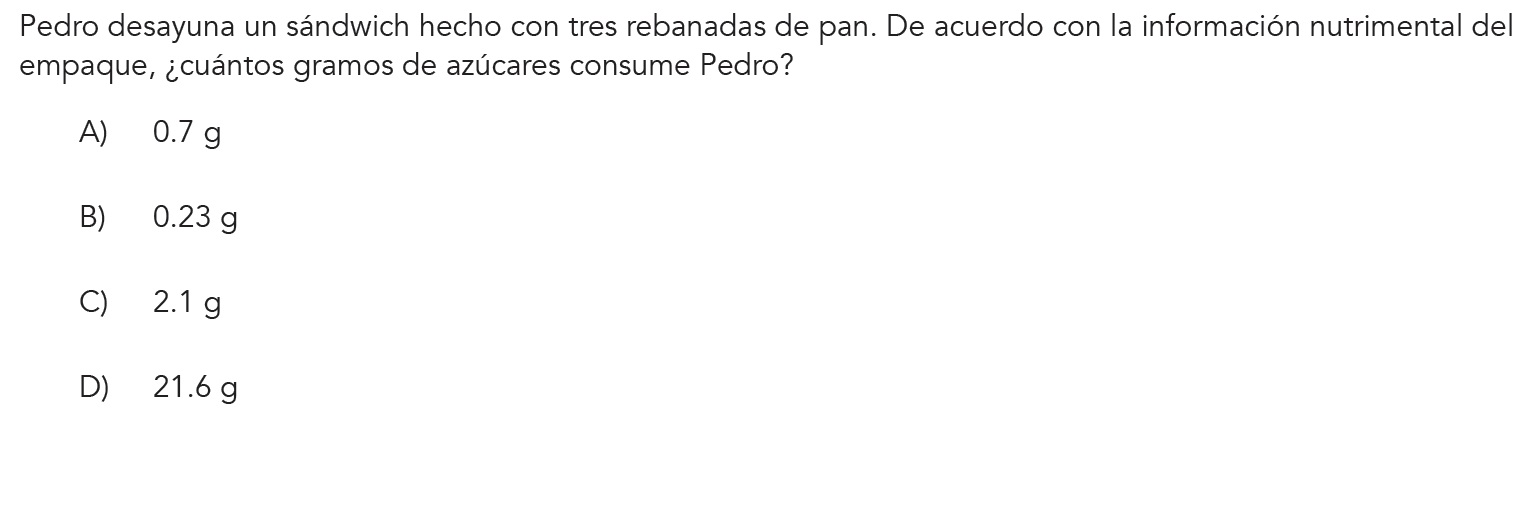 Pedro desayuna un sándwich hecho con tres rebanadas de pan. De acuerdo con la información nutrimental del
empaque, ¿cuántos gramos de azúcares consume Pedro?
A) 0.7 g
B) 0.23 g
C) 2.1 g
D) 21.6 g